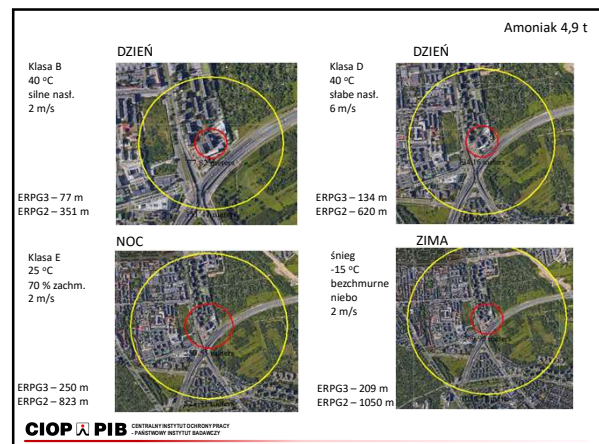 Amoniak 4,9 t
DZIEŃ
Klasa B
40 °C
silne nasł.
2 m/s
ERPG3 – 77 m
ERPG2 – 351 m
DZIEŃ
Klasa D
40 °C
słabe nasł.
6 m/s
ERPG3 – 134 m
ERPG2 – 620 m
NOC
Klasa E
25 °C
70 % zachm.
2 m/s
ERPG3 – 250 m
ERPG2 – 823 m
ZIMA
śnieg
-15 °C
bezchmurne
niebo
2 m/s
ERPG3 – 209 m
ERPG2 – 1050 m
CIOP PIB
CENTRALNY INSTYTUT OCHRONY PRACY
- PAŃSTWOWY INSTYTUT BADAWCZY